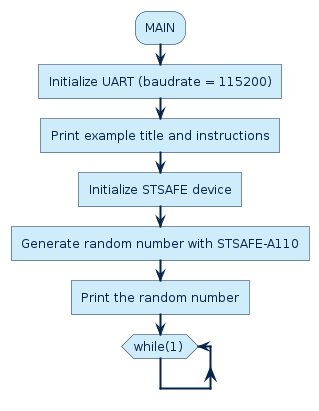 MAIN
Initialize UART (baudrate = 115200)
Print example title and instructions
Initialize STSAFE device
Generate random number with STSAFE-A110
Print the random number
while(1)